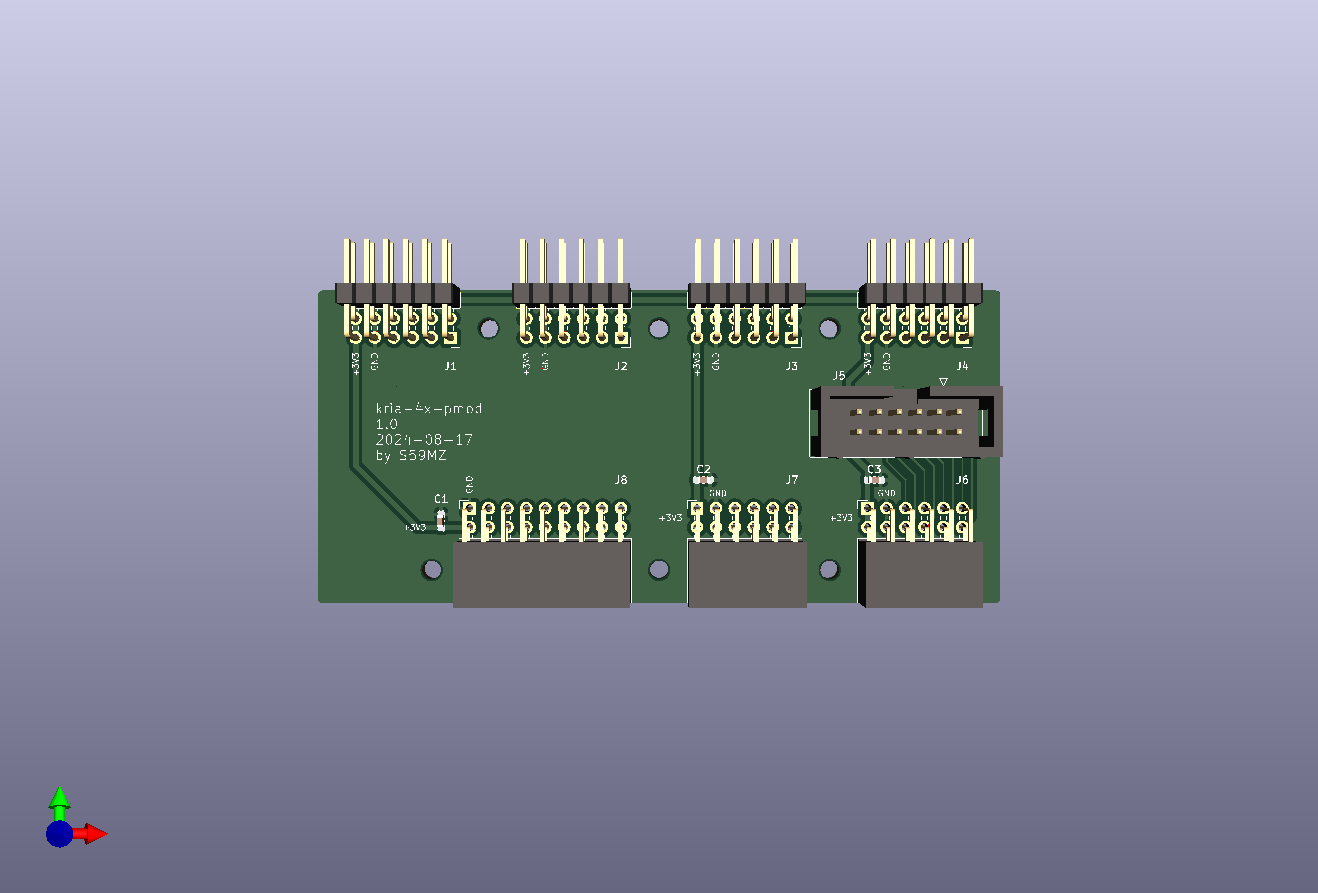 +3V3
GND
J1
+3V3
GND
J2
+3V3
GND
J3
+3V3
GND
J4
J5
kria-4x-pmod
1.0
2024-08-17
by S59MZ
C2
C3
GND
J8
J7
J6
GND
GND
C1
+3V3
+3V3
+3V3